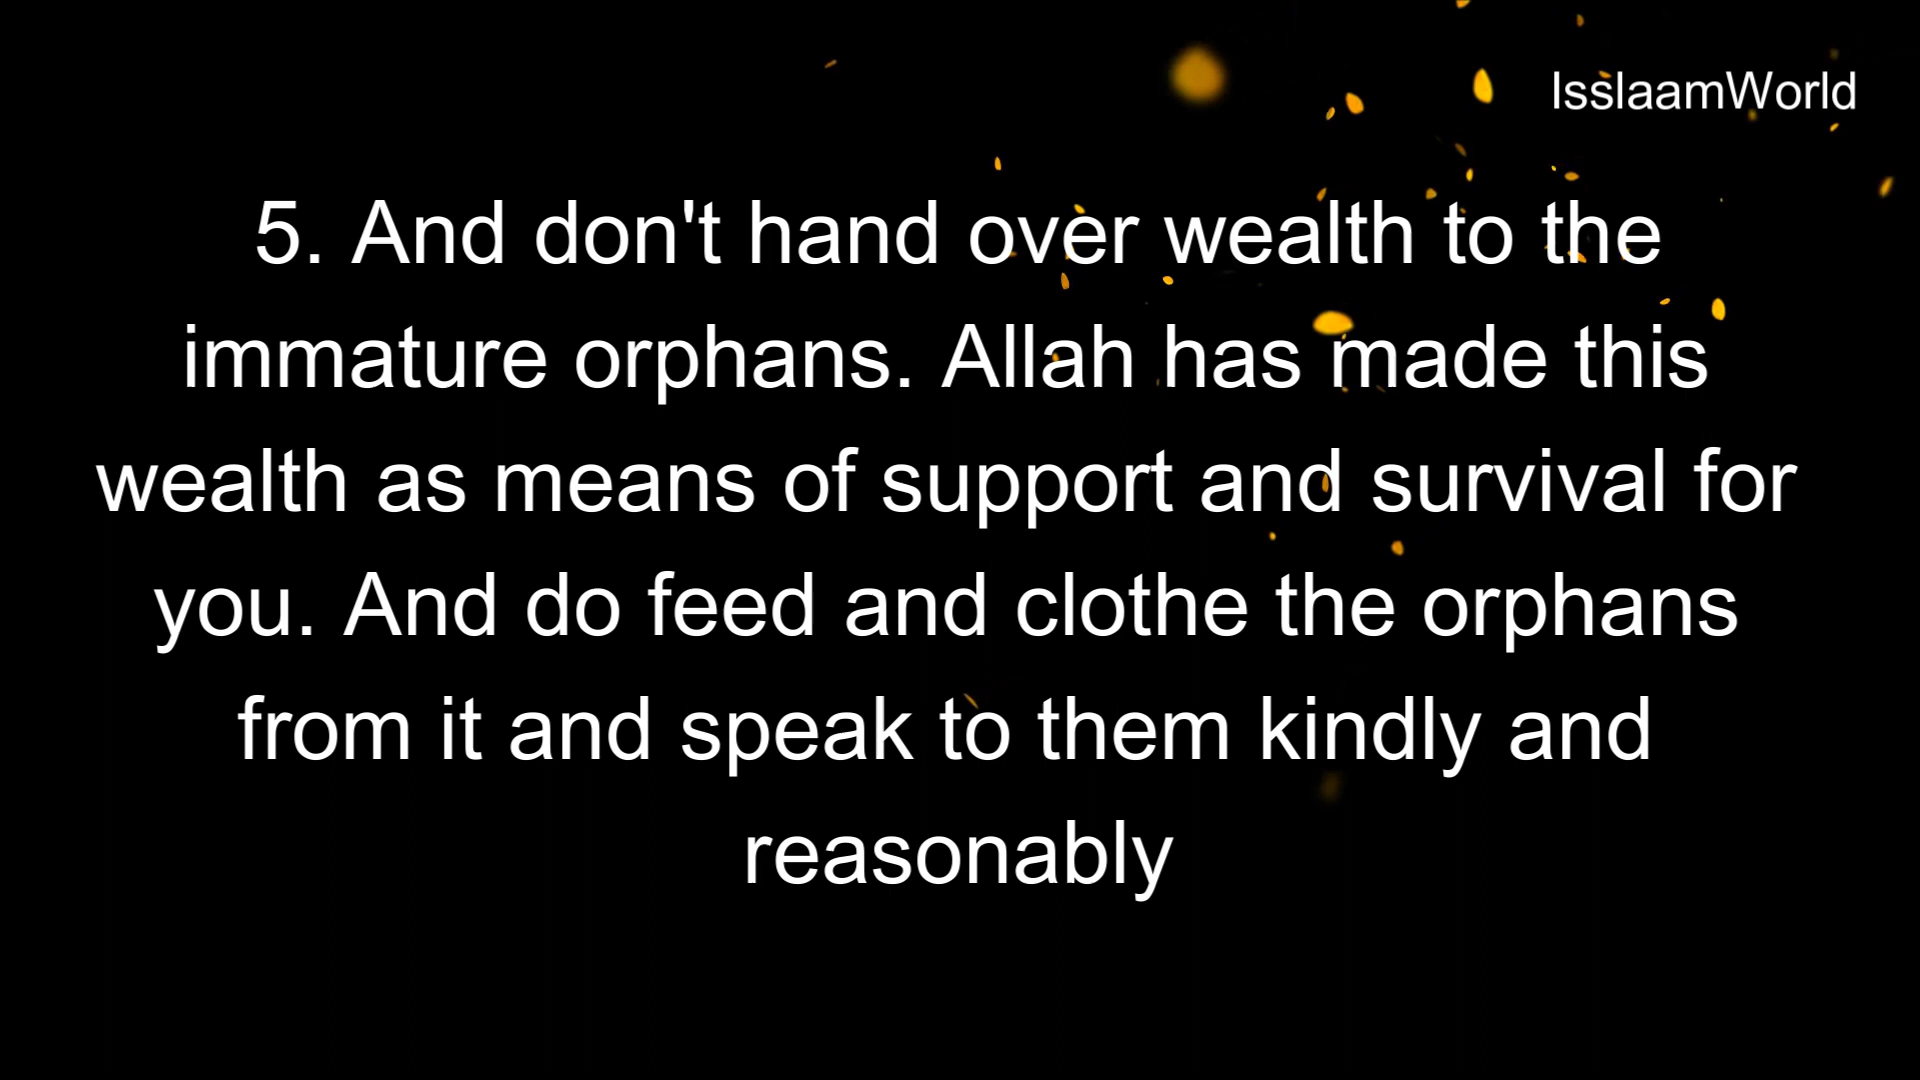 IsslaamWorld
5. And don't hand over wealth to the
immature orphans. Allah has made this
wealth as means of support and survival for
you. And do feed and clothe the orphans
from it and speak to them kindly and
reasonably